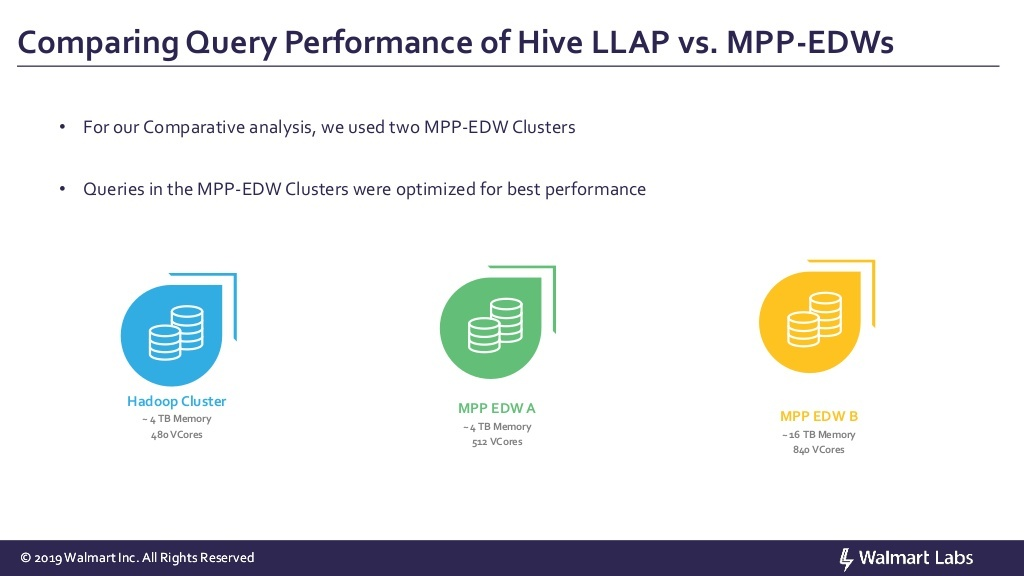 Comparing Query Performance of Hive LLAP vs. MPP-EDWs
• For our Comparative analysis, we used two MPP-EDW Clusters
• Queries in the MPP-EDW Clusters were optimized for best performance
Hadoop Cluster
~ 4 TB Memory
480 VCores
MPP EDW A
~ 4 TB Memory
512 VCores
MPP EDW B
~ 16 TB Memory
840 VCores
© 2019 Walmart Inc. All Rights Reserved
Walmart Labs